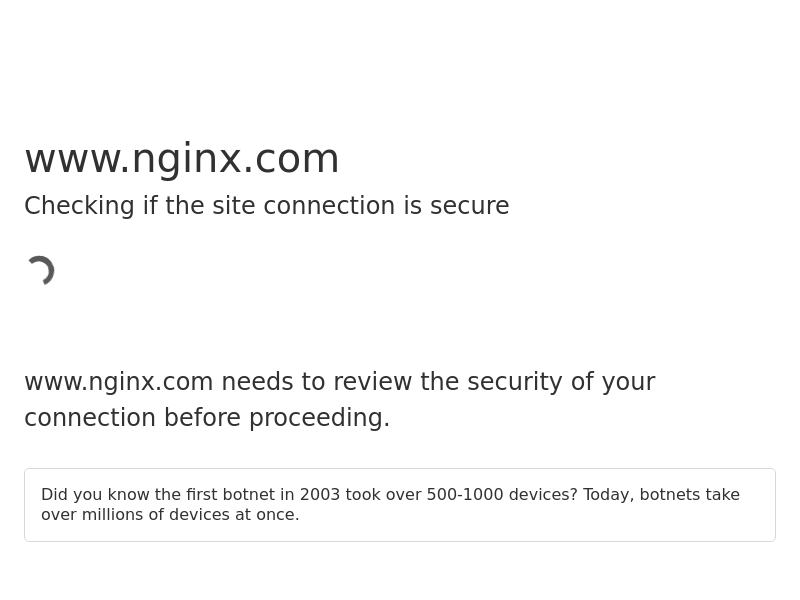 www.nginx.com
Checking if the site connection is secure
www.nginx.com needs to review the security of your
connection before proceeding.
Did you know the first botnet in 2003 took over 500-1000 devices? Today, botnets take
over millions of devices at once.